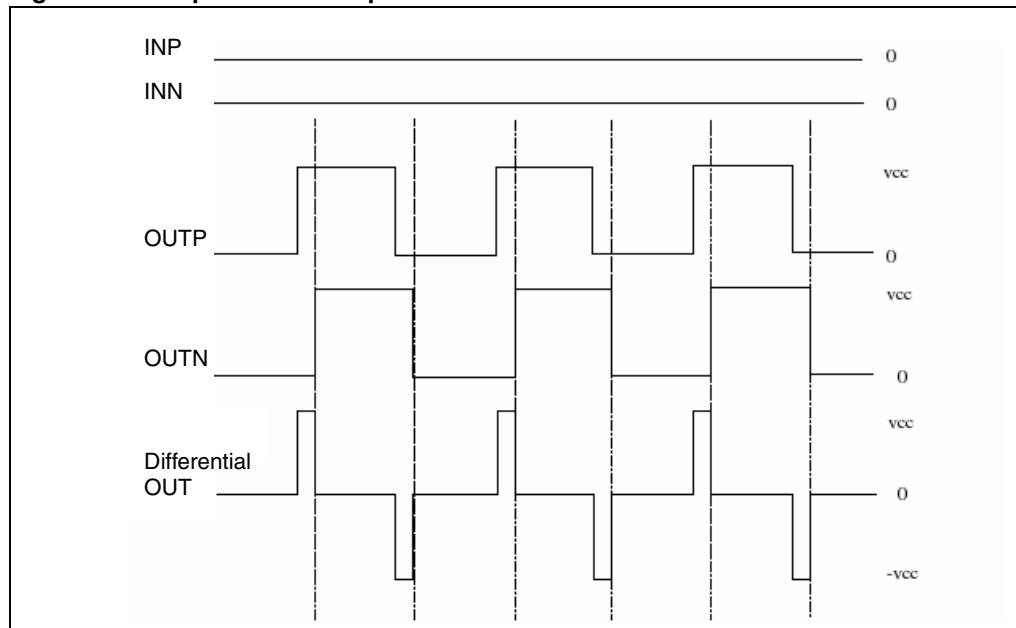 INP
0
INN
0
vcc
OUTP
0
vcc
OUTN
0
vcc
Differential
OUT
0
-vcc